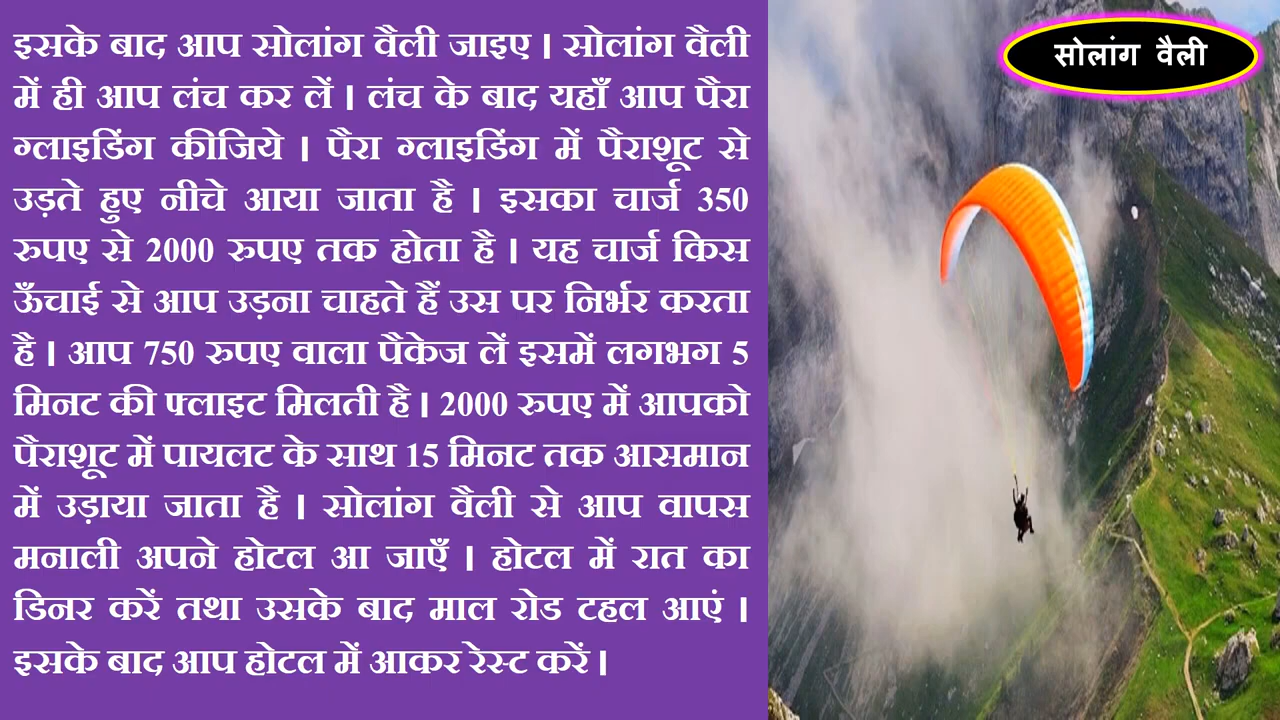 इसके बाद आप सोलांग वैली जाइए । सोलांग वैली
में ही आप लंच कर लें । लंच के बाद यहाँ आप पैरा
ग्लाइडिंग कीजिये । पैरा ग्लाइडिंग में पैराशूट से
उड़ते हुए नीचे आया जाता है । इसका चार्ज 350
रुपए से 2000 रुपए तक होता है । यह चार्ज किस
ऊँचाई से आप उड़ना चाहते हैं उस पर निर्भर करता
है । आप 750 रुपए वाला पैकेज लें इसमें लगभग 5
मिनट की फ्लाइट मिलती है । 2000 रुपए में आपको
पैराशूट में पायलट के साथ 15 मिनट तक आसमान
में उड़ाया जाता है । सोलांग वैली से आप वापस
मनाली अपने होटल आ जाएँ । होटल में रात का
डिनर करें तथा उसके बाद माल रोड टहल आएं ।
इसके बाद आप होटल में आकर रेस्ट करें ।
सोलांग वैली